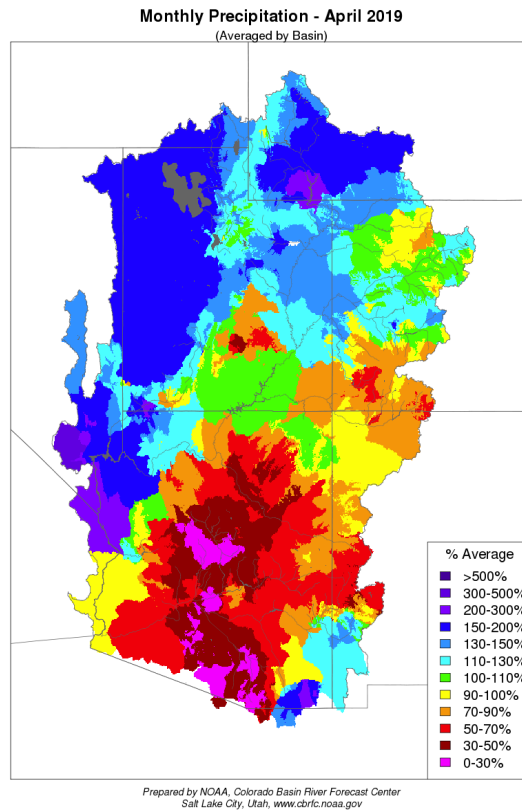 Monthly Precipitation - April 2019
(Averaged by Basin)
% Average
>500%
300-500%
200-300%
150-200%
130-150%
110-130%
100-110%
90-100%
70-90%
50-70%
30-50%
0-30%
Prepared by NOAA, Colorado Basin River Forecast Center
Salt Lake City, Utah, www.cbrfc.noaa.gov